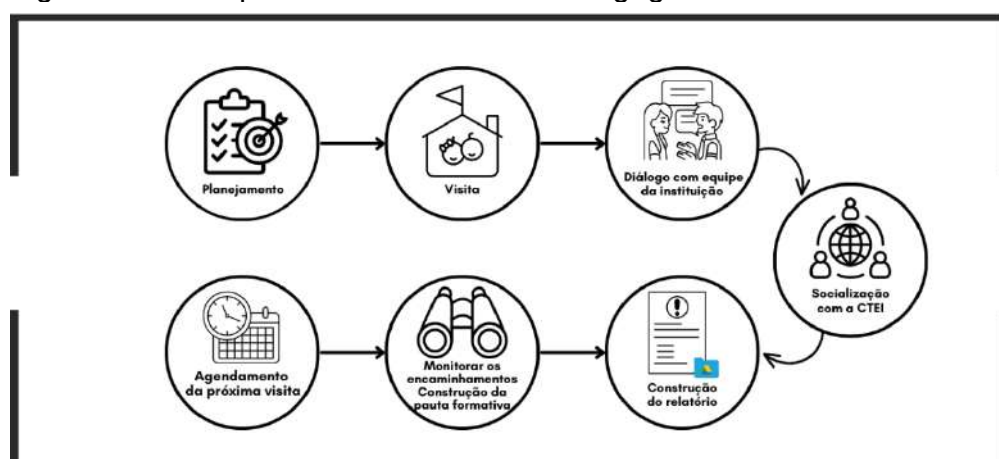 Planejamento
Visita
Diálogo com equipe
da instituição
Socialização
com a CTEI
Agendamento
da próxima visita
Monitorar os
encaminhamentos
Construção da
pauta formativa
Construção
do relatório